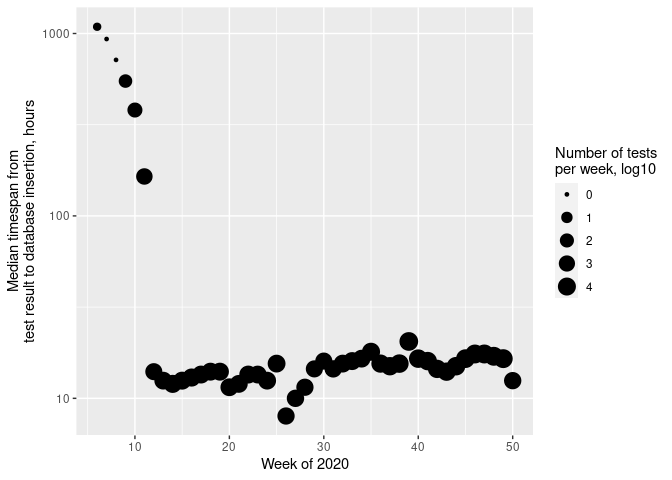 Median timespan from
test result to database insertion, hours
1000
100
10
10
20
30
40
50
Week of 2020
Number of tests
per week, log10
0
1
2
3
4